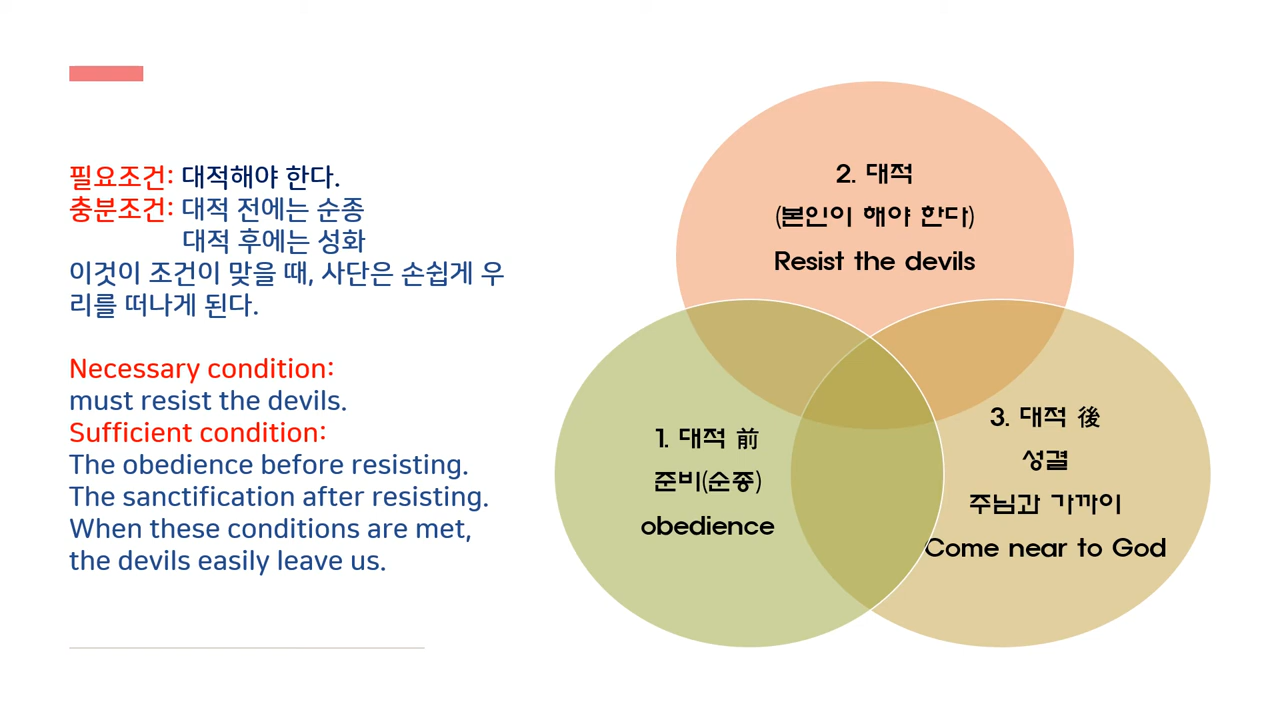 필요조건: 대적해야 한다.
충분조건: 대적 전에는 순종
대적 후에는 성화
이것이 조건이 맞을 때, 사단은 손쉽게 우
리를 떠나게 된다.
Necessary condition:
must resist the devils.
Sufficient condition:
The obedience before resisting.
The sanctification after resisting.
When these conditions are met,
the devils easily leave us.
2. 대적
(본인이 해야 한다)
Resist the devils
1. 대적 前
준비(순종)
obedience
3. 대적 後
성결
주님과 가까이
Come near to God